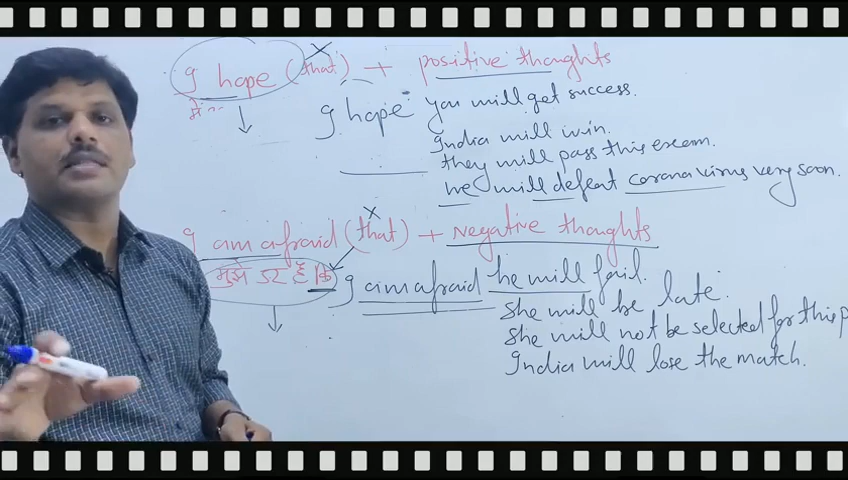 I hope (that) + positive thoughts
I hope you will get success.
India will win.
they will pass this exam.
we will defeat corona virus very soon.
I am afraid (that) + Negative thoughts
मुझे डर है कि
I am afraid he will fail.
she will be late.
she will not be selected for this p
India will lose the match.